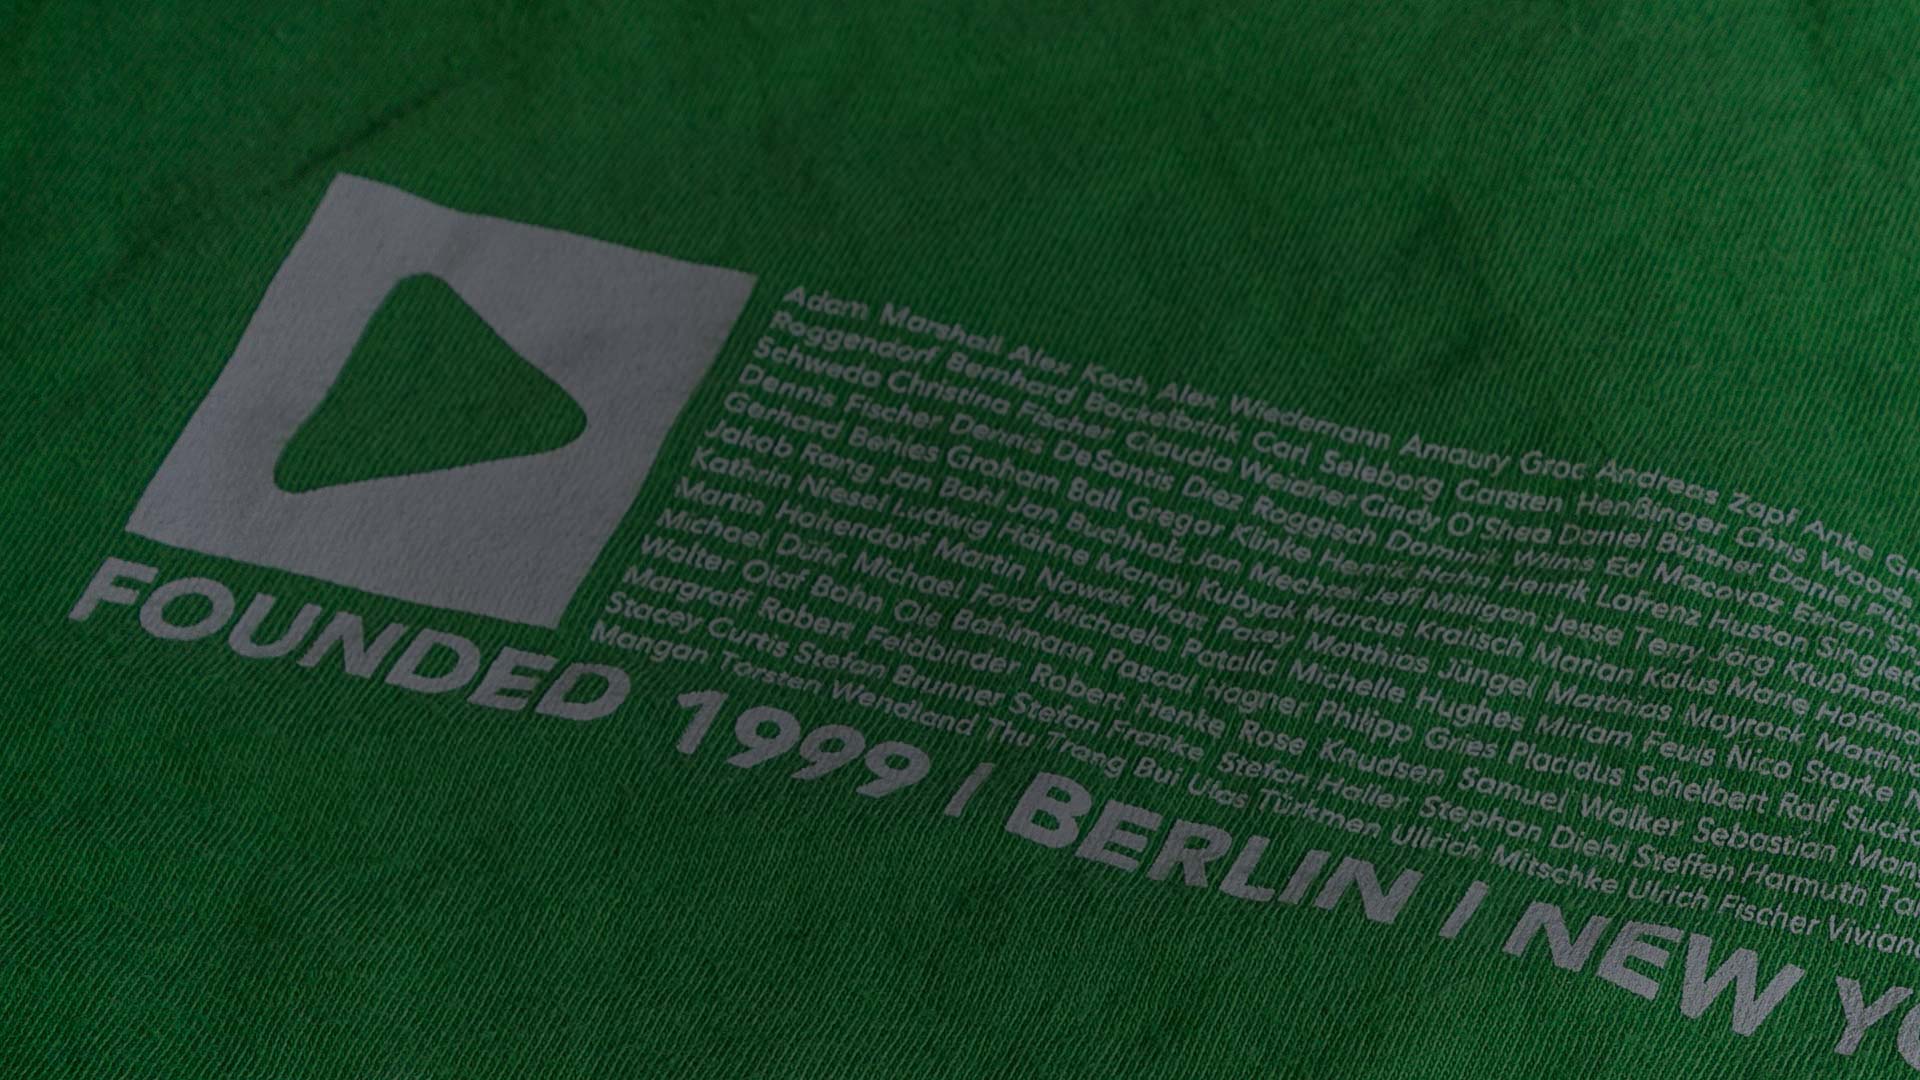 Adam Marshall Alex Koch Alex Wiedemann Amaury Groc Andreas Zapf Anke
Roggendorf Bernhard Bockelbrink Carl Seleborg Carsten Henßinger Chris Woods
Schweda Christina Fischer Claudia Weidner Cindy O'Shea Daniel Büttner Daniel
Dennis Fischer Dennis DeSantis Diez Roggisch Dominik Wilms Ed Macovaz
Gerhard Behles Graham Ball Gregor Klinke Henrik Hahn Henrik Lafrenz Huston
Jakob Rang Jan Bohl Jan Buchholz Jan Mechtel Jeff Milligan Jesse Terry Jörg Klußmann
Kathrin Niesel Ludwig Hähne Mandy Kubyak Marcus Kralisch Marian Kalus Marie
Martin Hohendorf Martin Nowak Matt Patey Matthias Jüngel Matthias Mayrock
Michael Dühr Michael Ford Michaela Patalla Michelle Hughes Miriam Feuls Nico Starke
Walter Olaf Bohn Ole Bahlmann Pascal Hagner Philipp Gries Placidus Schelbert Ralf
Margraff Robert Feldbinder Robert Henke Rose Knudsen Samuel Walker Sebastian
Stacey Curtis Stefan Brunner Stefan Franke Stefan Haller Stephan Diehl Steffen Harmuth
Mangan Torsten Wendland Thu Trang Bui Utas Türkmen Ullrich Mitschke Ulrich Fischer
FOUNDED 1999 | BERLIN | NEW